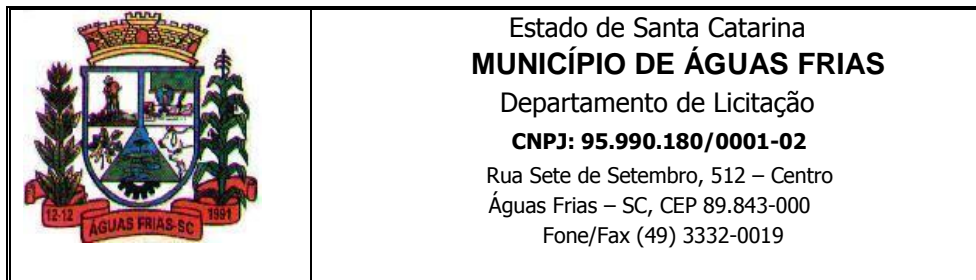 Estado de Santa Catarina
MUNICÍPIO DE ÁGUAS FRIAS
Departamento de Licitação
CNPJ: 95.990.180/0001-02
Rua Sete de Setembro, 512 – Centro
Águas Frias – SC, CEP 89.843-000
Fone/Fax (49) 3332-0019
12-12
ÁGUAS FRIAS-SC
1991